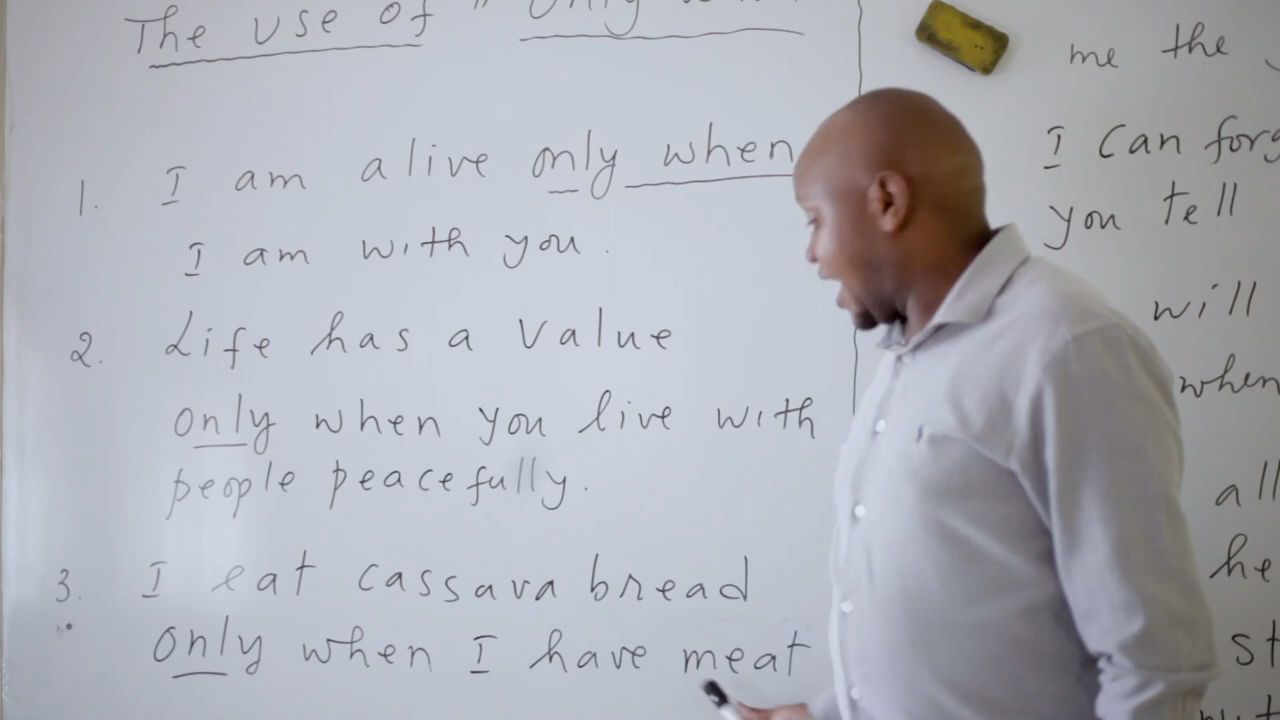 The use of " Only when
1. I am alive only when
I am with you.
2. Life has a value
only when you live with
people peacefully.
3. I eat cassava bread
only when I have meat
me the
I can
you tell
will
when
all
he